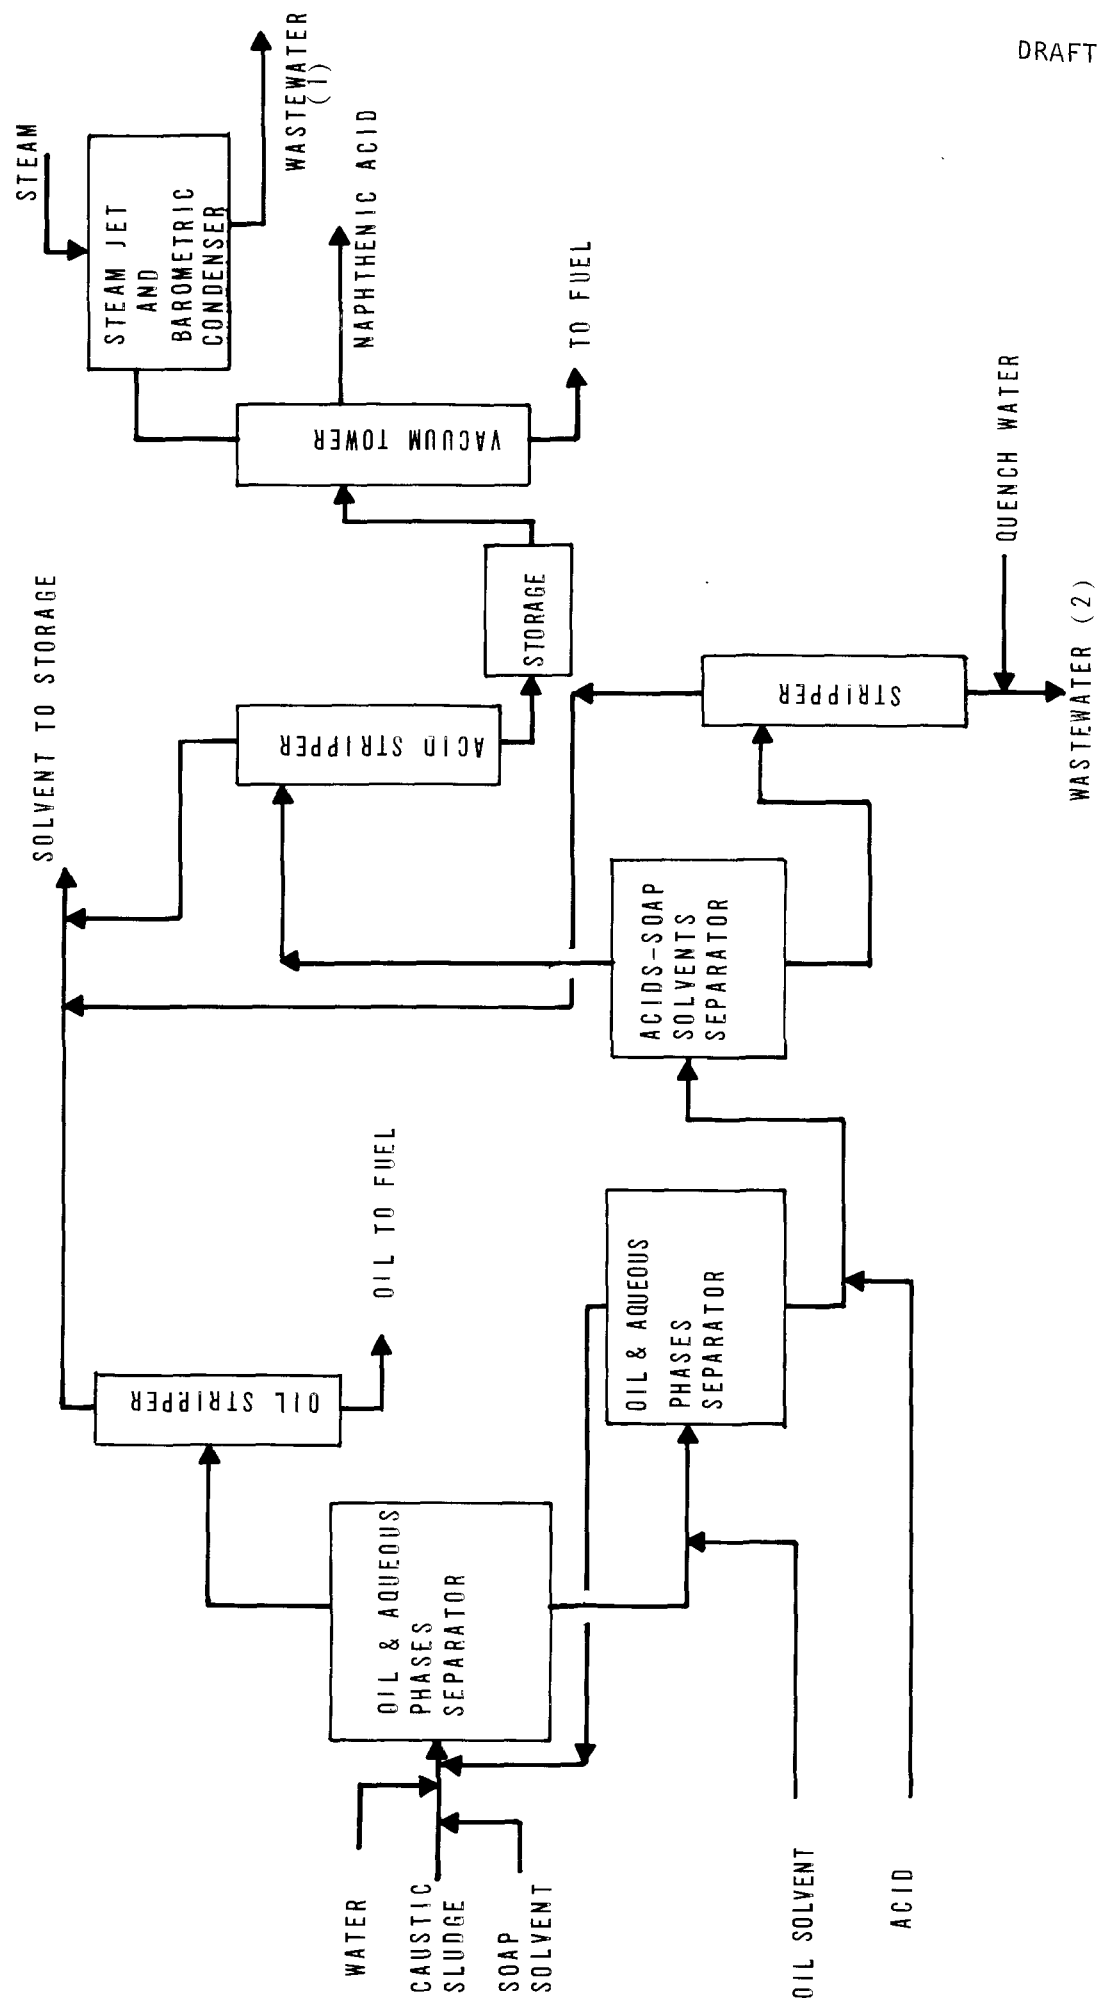 DRAFT
STEAM
STEAM JET
AND
BAROMETRIC
CONDENSER
WASTEWATER
(1)
NAPHTHENIC ACID
TO FUEL
VACUUM TOWER
STORAGE
SOLVENT TO STORAGE
ACID STRIPPER
STRIPPER
QUENCH WATER
WASTEWATER (2)
ACIDS-SOAP
SOLVENTS
SEPARATOR
OIL TO FUEL
OIL STRIPPER
OIL & AQUEOUS
PHASES
SEPARATOR
OIL & AQUEOUS
PHASES
SEPARATOR
WATER
CAUSTIC
SLUDGE
SOAP
SOLVENT
OIL SOLVENT
ACID